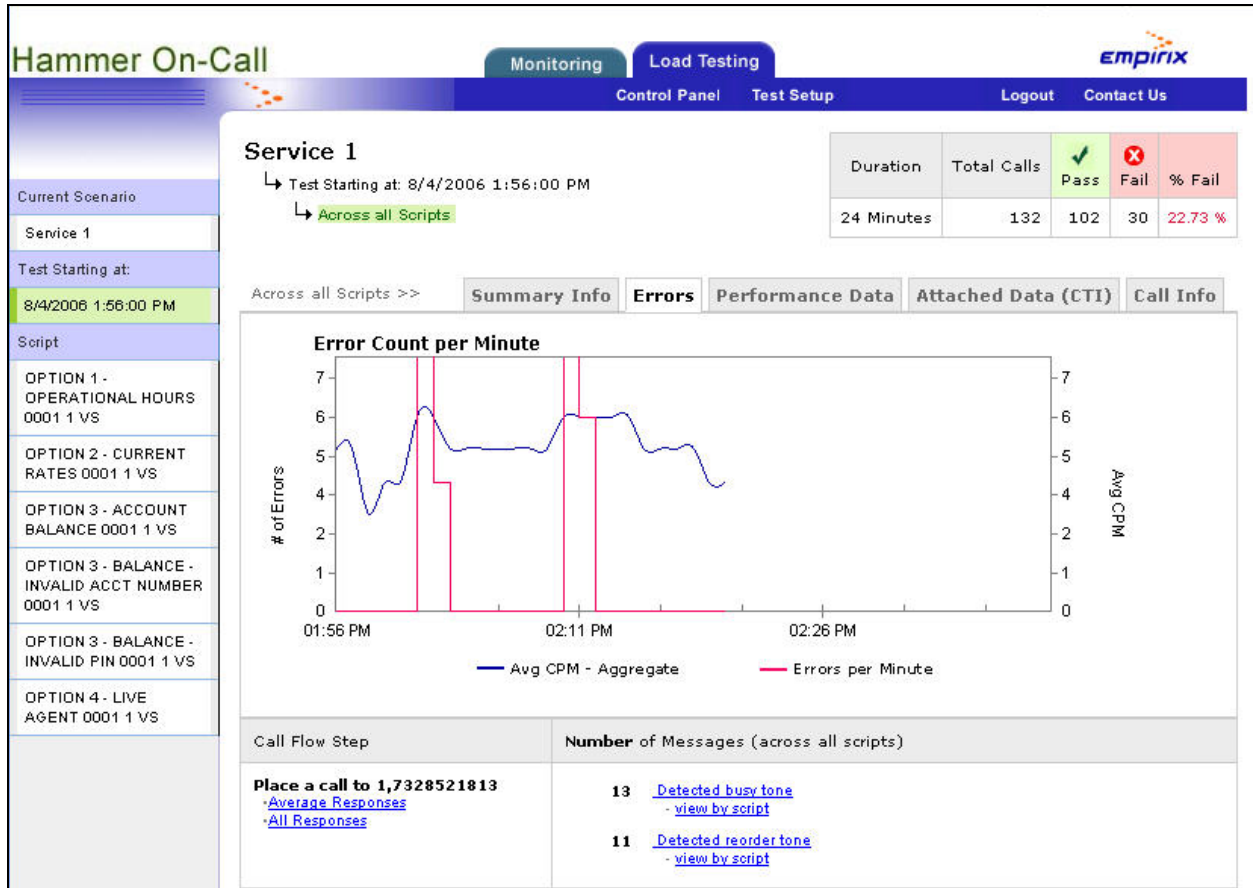 Hammer On-Call
Monitoring
Load Testing
EMPIRIX
Control Panel
Test Setup
Logout
Contact Us
Current Scenario
Service 1
Test Starting at:
8/4/2006 1:56:00 PM
Script
OPTION 1 -
OPERATIONAL HOURS
0001 1 VS
OPTION 2 - CURRENT
RATES 0001 1 VS
OPTION 3 - ACCOUNT
BALANCE 0001 1 VS
OPTION 3 - BALANCE -
INVALID ACCT NUMBER
0001 1 VS
OPTION 3 - BALANCE -
INVALID PIN 0001 1 VS
OPTION 4 - LIVE
AGENT 0001 1 VS
Service 1
Test Starting at: 8/4/2006 1:56:00 PM
Across all Scripts
Duration Total Calls Pass Fail % Fail
24 Minutes 132 102 30 22.73 %
Across all Scripts >>
Summary Info
Errors
Performance Data
Attached Data (CTI)
Call Info
Error Count per Minute
7 7
6 6
5 5
4 4
2 2
1 1
0 0
# of Errors
Avg CPM
01:56 PM 02:11 PM 02:26 PM
Avg CPM - Aggregate Errors per Minute
Call Flow Step
Number of Messages (across all scripts)
Place a call to 1,7328521813
·Average Responses
·All Responses
13 Detected busy tone
- view by script
11 Detected reorder tone
- view by script